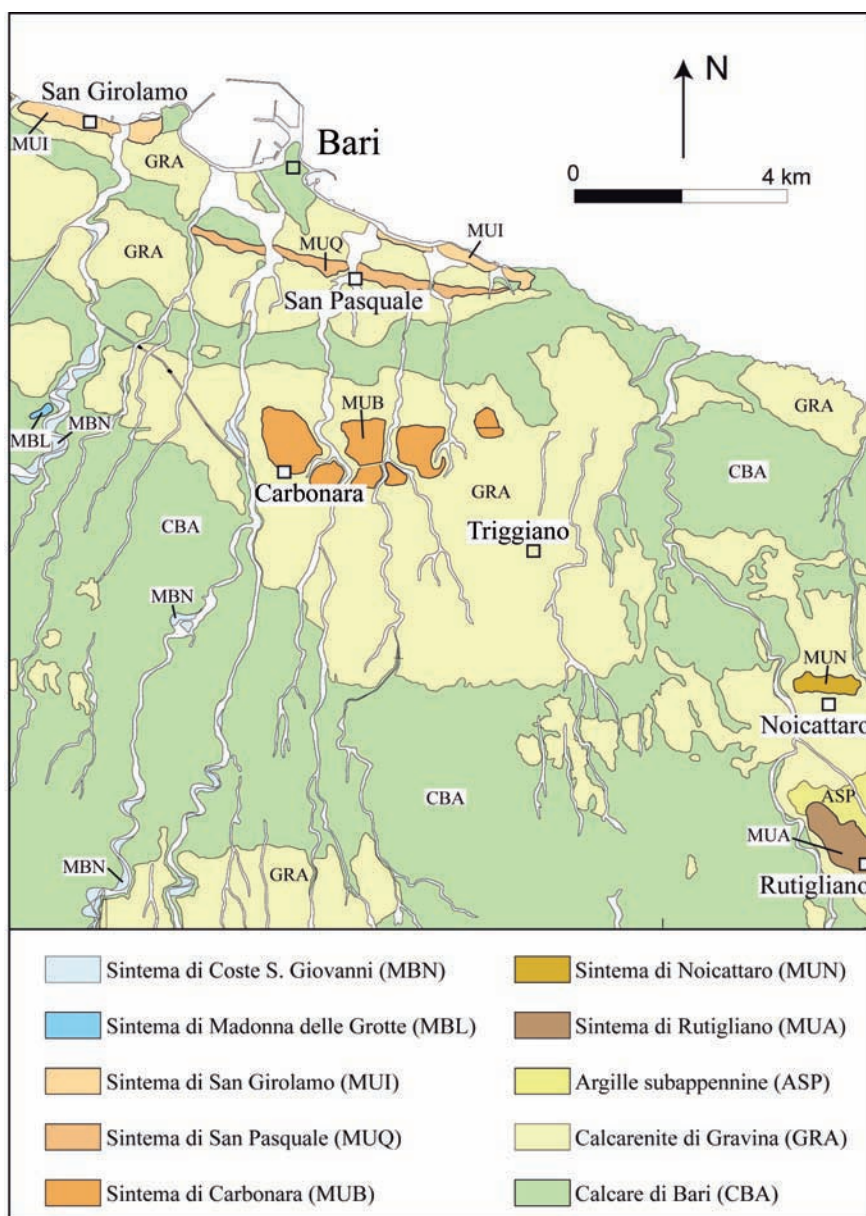 San Girolamo
N
MUI
GRA
Bari
0 4 km
MUI
GRA
MUQ
San Pasquale
MUB
GRA
MBL
MBN
Carbonara
GRA
CBA
CBA
Triggiano
MBN
MUN
Noicattaro
CBA
ASP
MUA
MBN
GRA
Rutigliano
Sintema di Coste S. Giovanni (MBN)
Sintema di Madonna delle Grotte (MBL)
Sintema di San Girolamo (MUI)
Sintema di San Pasquale (MUQ)
Sintema di Carbonara (MUB)
Sintema di Noicattaro (MUN)
Sintema di Rutigliano (MUA)
Argille subappennine (ASP)
Calcarenite di Gravina (GRA)
Calcare di Bari (CBA)